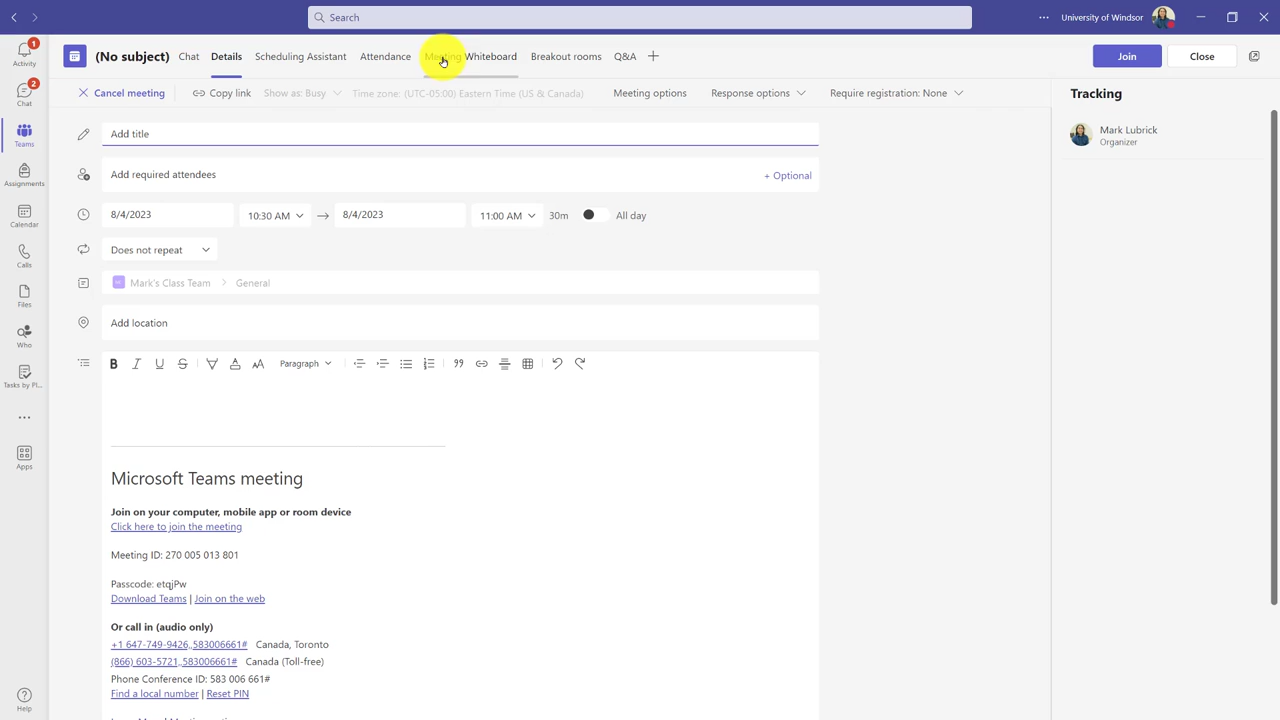 Search
University of Windsor
(No subject) Chat Details Scheduling Assistant Attendance Meeting Whiteboard Breakout rooms Q&A Join Close
Cancel meeting Copy link Show as: Busy Time zone: (UTC-05:00) Eastern Time (US & Canada) Meeting options Response options Require registration: None
Tracking
Mark Lubrick
Organizer
1
Activity
2
Chat
Teams
Assignments
Calendar
Calls
Files
Who
Tasks by Pl...
Apps
Help
Add title
Add required attendees + Optional
8/4/2023 10:30 AM 8/4/2023 11:00 AM 30m All day
Does not repeat
Mark's Class Team General
Add location
B I U S Paragraph
Microsoft Teams meeting
Join on your computer, mobile app or room device
Click here to join the meeting
Meeting ID: 270 005 013 801
Passcode: etqjPw
Download Teams | Join on the web
Or call in (audio only)
+1 647-749-9426,,583006661# Canada, Toronto
(866) 603-5721,,583006661# Canada (Toll-free)
Phone Conference ID: 583 006 661#
Find a local number | Reset PIN